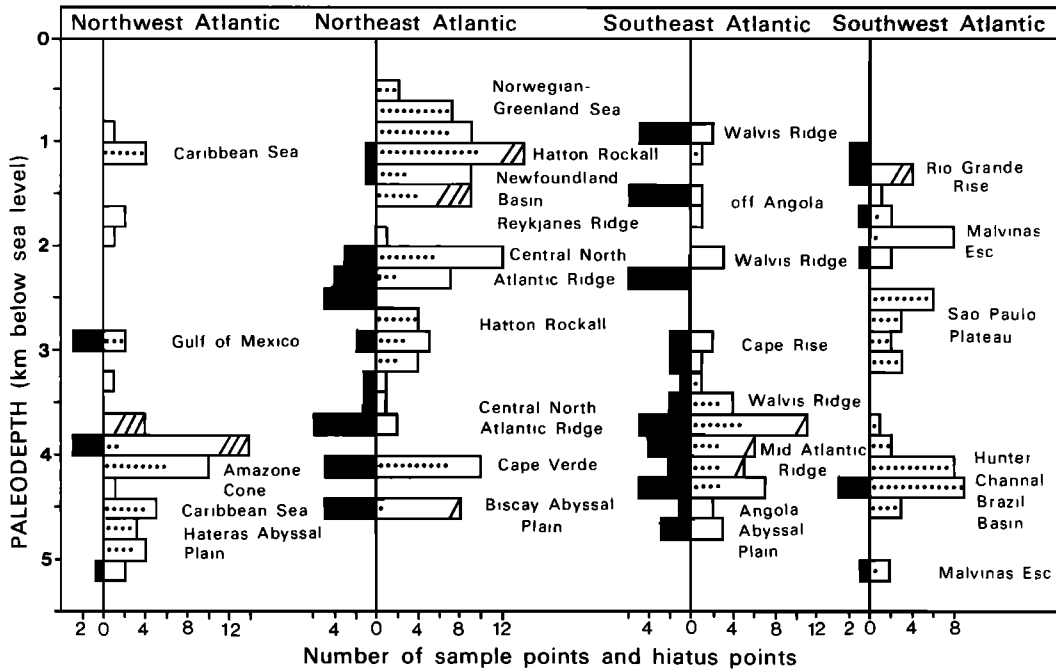 Northwest Atlantic Northeast Atlantic Southeast Atlantic Southwest Atlantic
PALEODEPTH (km below sea level)
0
1
2
3
4
5
Caribbean Sea
Gulf of Mexico
Amazone
Cone
Caribbean Sea
Hateras Abyssal
Plain
Norwegian-
Greenland Sea
Hatton Rockall
Newfoundland
Basin
Reykjanes Ridge
Central North
Atlantic Ridge
Hatton Rockall
Central North
Atlantic Ridge
Cape Verde
Biscay Abyssal
Plain
Walvis Ridge
off Angola
Walvis Ridge
Cape Rise
Walvis Ridge
Mid Atlantic
Ridge
Angola
Abyssal
Plain
Rio Grande
Rise
Malvinas
Esc
Sao Paulo
Plateau
Hunter
Channal
Brazil
Basin
Malvinas Esc
2 0 4 8 12 4 0 4 8 12 4 0 4 8 12 2 0 4 8
Number of sample points and hiatus points